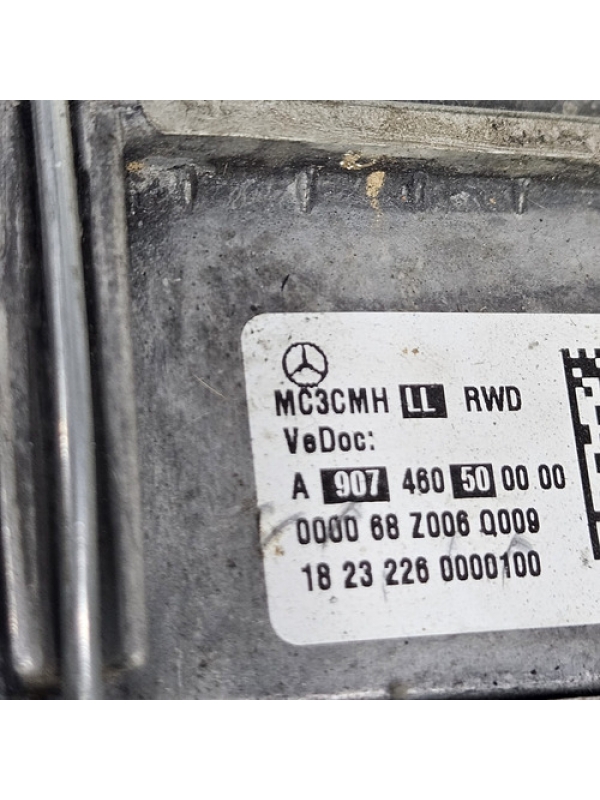 MC3CMH LL RWD
VeDoc:
A 907 460 50 00 00
0000 68 Z006 Q009
18 23 226 0000100